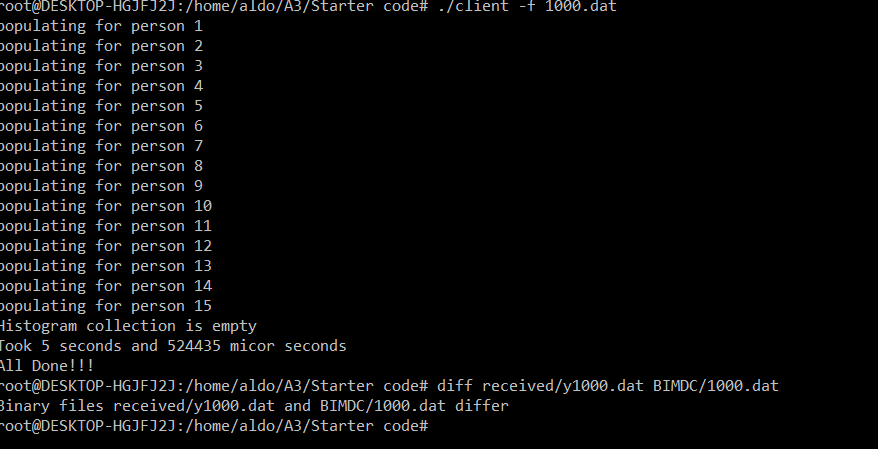 root@DESKTOP-HGJFJ2J:/home/aldo/A3/Starter code# ./client -f 1000.dat
populating for person 1
populating for person 2
populating for person 3
populating for person 4
populating for person 5
populating for person 6
populating for person 7
populating for person 8
populating for person 9
populating for person 10
populating for person 11
populating for person 12
populating for person 13
populating for person 14
populating for person 15
Histogram collection is empty
Took 5 seconds and 524435 micor seconds
All Done!!!
root@DESKTOP-HGJFJ2J:/home/aldo/A3/Starter code# diff received/y1000.dat BIMDC/1000.dat
Binary files received/y1000.dat and BIMDC/1000.dat differ
root@DESKTOP-HGJFJ2J:/home/aldo/A3/Starter code#